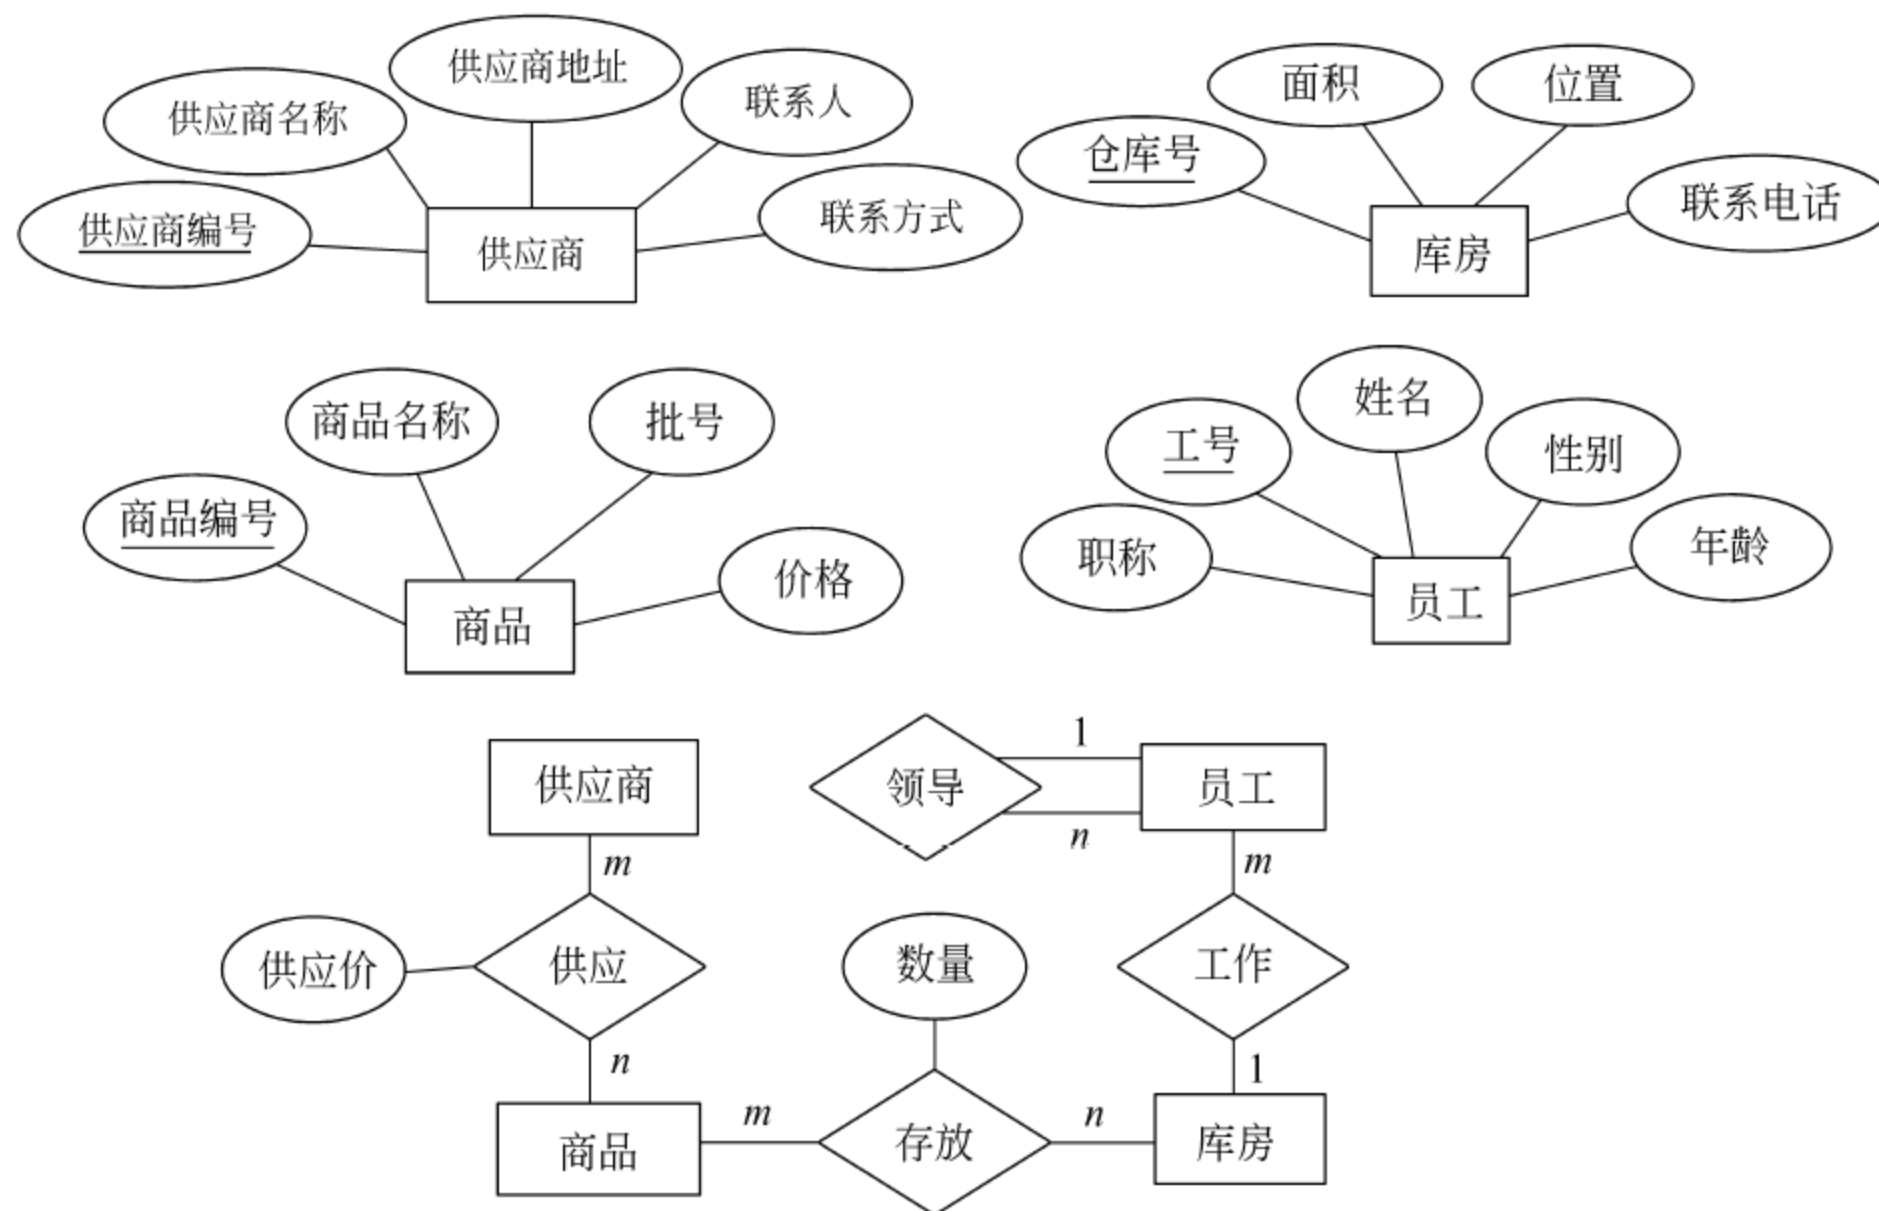 供应商地址
供应商名称
联系人
供应商编号
联系方式
供应商
面积
位置
仓库号
联系电话
库房
商品名称
批号
商品编号
价格
商品
姓名
工号
性别
职称
年龄
员工
供应商
m
供应价
供应
n
商品
m
存放
数量
n
库房
1
工作
m
员工
1
领导
n